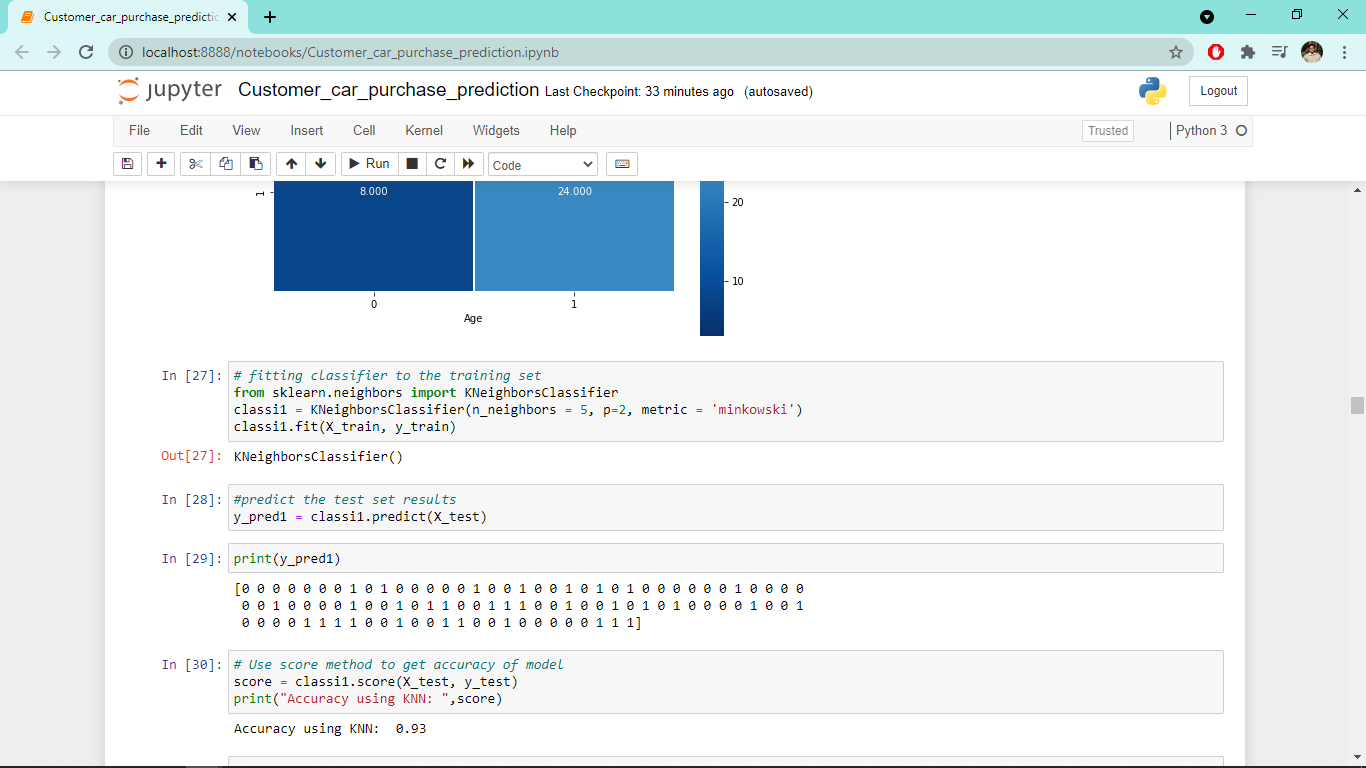 Customer_car_purchase_predictio
localhost:8888/notebooks/Customer_car_purchase_prediction.ipynb
jupyter Customer_car_purchase_prediction Last Checkpoint: 33 minutes ago (autosaved)
Logout
File Edit View Insert Cell Kernel Widgets Help
Trusted
Python 3
Run
Code
1
8.000 24.000
20
10
0 1
Age
In [27]: # fitting classifier to the training set
from sklearn.neighbors import KNeighborsClassifier
classi1 = KNeighborsClassifier(n_neighbors = 5, p=2, metric = 'minkowski')
classi1.fit(X_train, y_train)
Out[27]: KNeighborsClassifier()
In [28]: #predict the test set results
y_pred1 = classi1.predict(X_test)
In [29]: print(y_pred1)
[0 0 0 0 0 0 0 1 0 1 0 0 0 0 0 1 0 0 1 0 0 1 0 1 0 1 0 0 0 0 0 0 1 0 0 0 0
0 0 1 0 0 0 0 1 0 0 1 0 1 1 0 0 1 1 1 0 0 1 0 0 1 0 1 0 1 0 0 0 0 1 0 0 1
0 0 0 0 1 1 1 1 0 0 1 0 0 1 1 0 0 1 0 0 0 0 0 1 1 1]
In [30]: # Use score method to get accuracy of model
score = classi1.score(X_test, y_test)
print("Accuracy using KNN: ",score)
Accuracy using KNN:  0.93